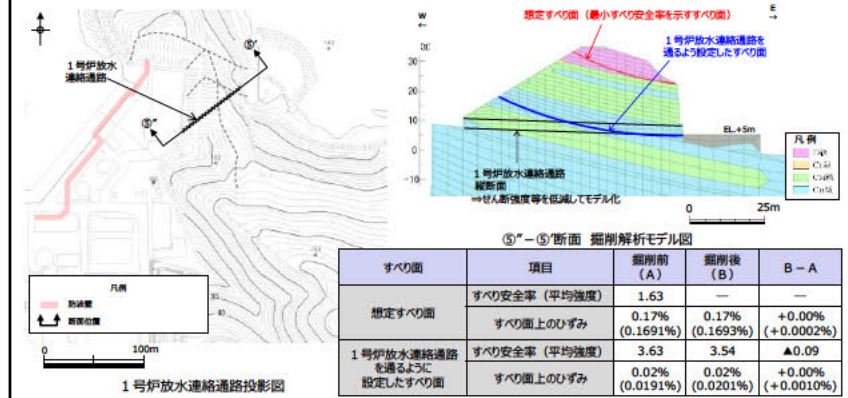 1号炉放水
連絡通路
⑤'
⑤"
凡例
防波壁
断面位置
0
100m
1号炉放水連絡通路投影図
W
E
想定すべり面（最小すべり安全率を示すすべり面）
1号炉放水連絡通路を
通るよう設定したすべり面
30
20
10
0
-10
EL.+5m
1号炉放水連絡通路
縦断面
⇒せん断強度等を低減してモデル化
凡例
0
25m
⑤"－⑤'断面 掘削解析モデル図
すべり面 項目 掘削前（A） 掘削後（B） B－A
想定すべり面 すべり安全率（平均強度） 1.63 － －
すべり面上のひずみ 0.17% 0.17% +0.00%
(0.1691%) (0.1693%) (+0.0002%)
1号炉放水連絡通路を通るように設定したすべり面 すべり安全率（平均強度） 3.63 3.54 ▲0.09
すべり面上のひずみ 0.02% 0.02% +0.00%
(0.0191%) (0.0201%) (+0.0010%)